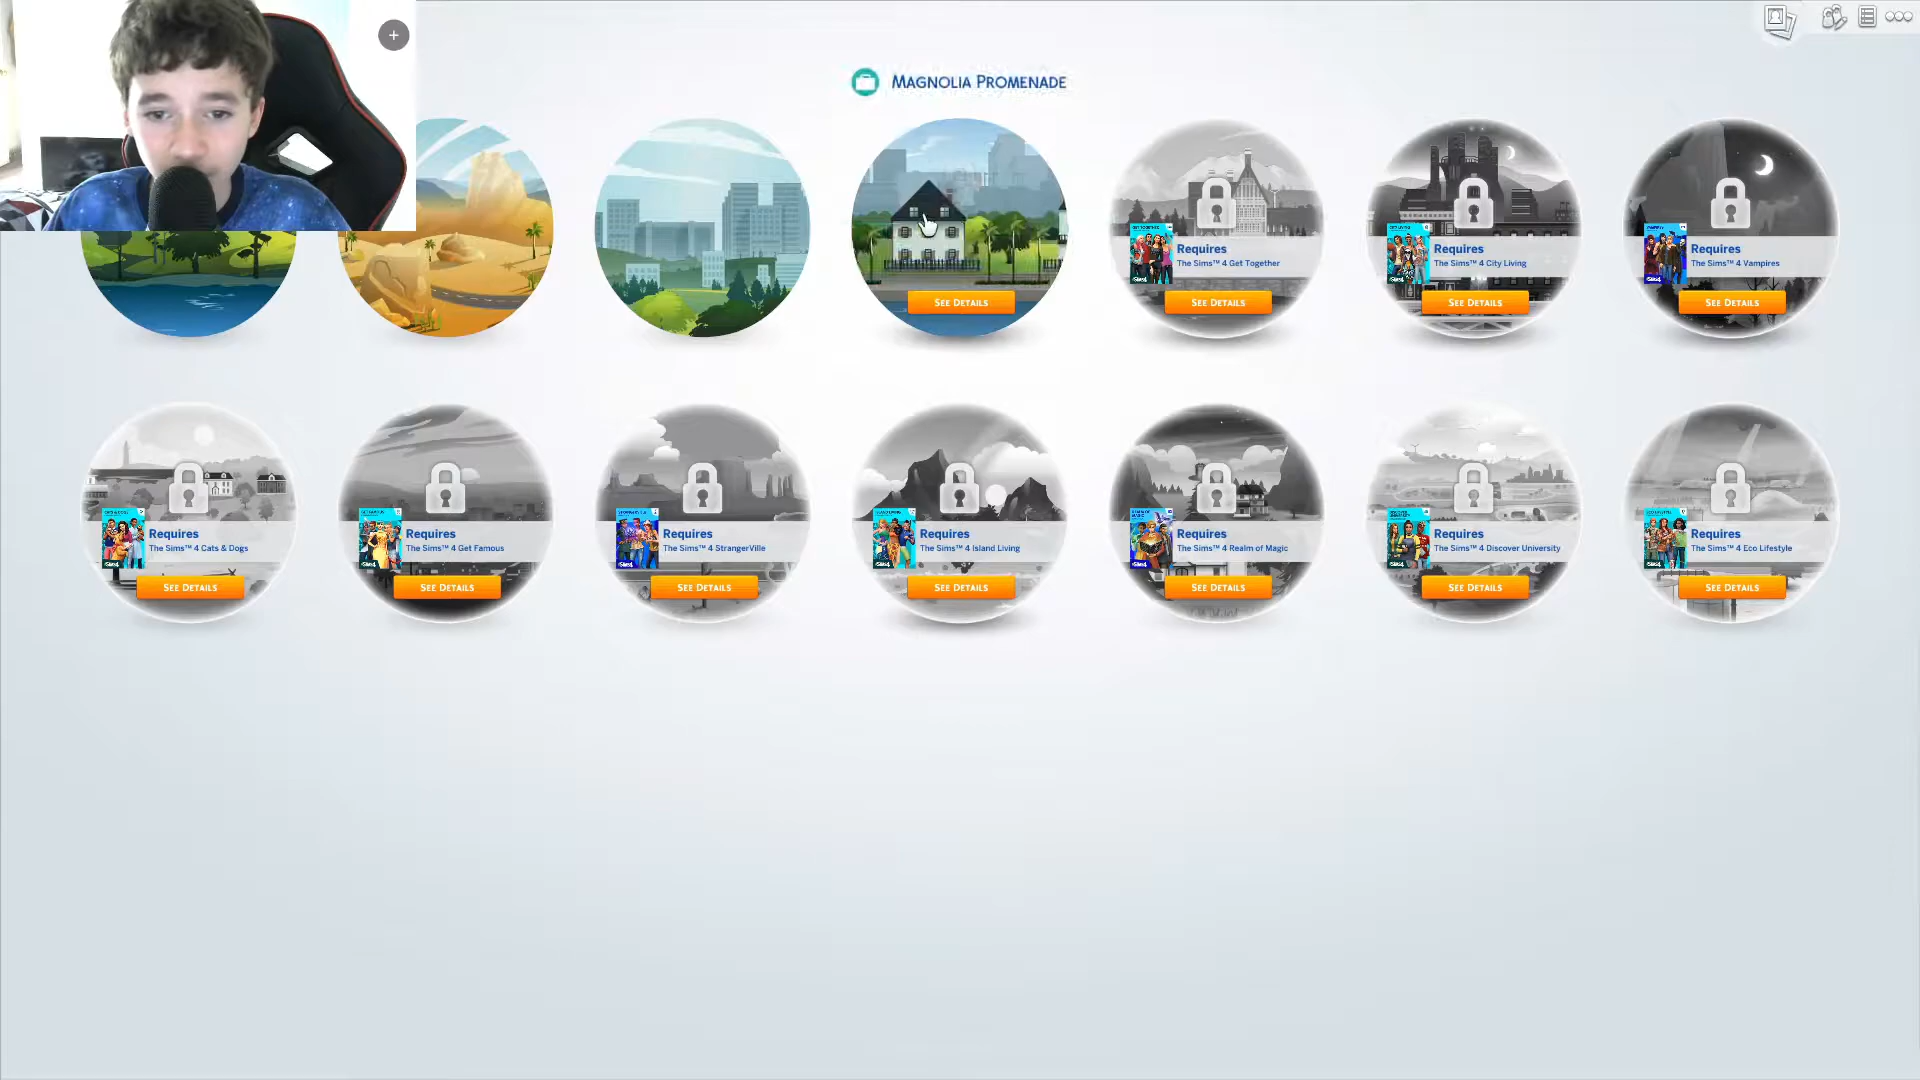 MAGNOLIA PROMENADE
SEE DETAILS
Requires
The Sims™ 4 Get Together
SEE DETAILS
Requires
The Sims™ 4 City Living
SEE DETAILS
Requires
The Sims™ 4 Vampires
SEE DETAILS
Requires
The Sims™ 4 Cats & Dogs
SEE DETAILS
Requires
The Sims™ 4 Get Famous
SEE DETAILS
Requires
The Sims™ 4 StrangerVille
SEE DETAILS
Requires
The Sims™ 4 Island Living
SEE DETAILS
Requires
The Sims™ 4 Realm of Magic
SEE DETAILS
Requires
The Sims™ 4 Discover University
SEE DETAILS
Requires
The Sims™ 4 Eco Lifestyle
SEE DETAILS